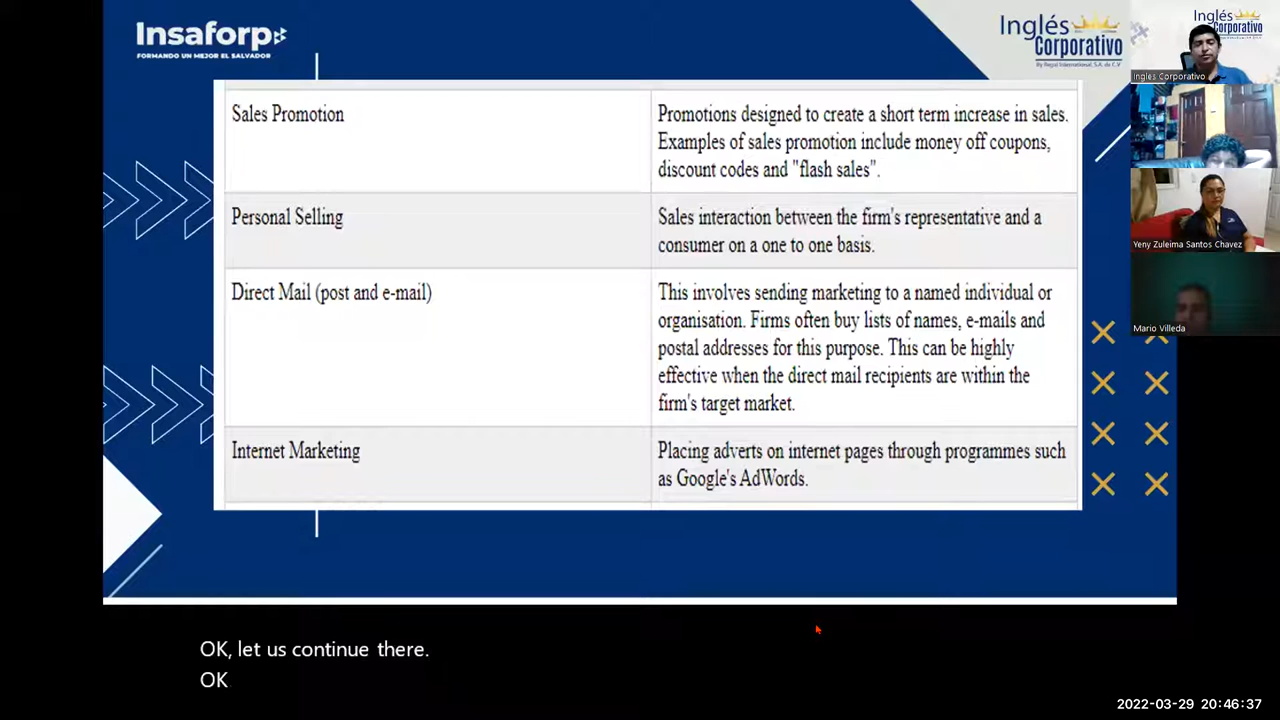 Insaforp
FORMANDO UN MEJOR EL SALVADOR
Inglés
Corporativo
By Regal International, S.A. de C.V
Inglés
Corporativo
Inglés Corporativo
Sales Promotion
Promotions designed to create a short term increase in sales.
Examples of sales promotion include money off coupons,
discount codes and "flash sales".
Personal Selling
Sales interaction between the firm's representative and a
consumer on a one to one basis.
Yeny Zuleima Santos Chavez
Direct Mail (post and e-mail)
This involves sending marketing to a named individual or
organisation. Firms often buy lists of names, e-mails and
postal addresses for this purpose. This can be highly
effective when the direct mail recipients are within the
firm's target market.
Mario Villeda
Internet Marketing
Placing adverts on internet pages through programmes such
as Google's AdWords.
OK, let us continue there.
OK
2022-03-29 20:46:37